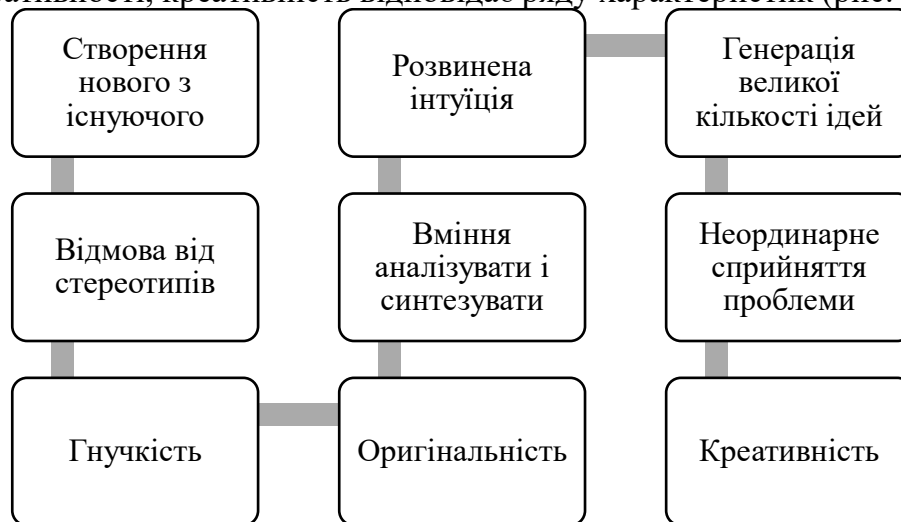 креативність відповідає ряду характеристик (рис.
Створення
нового з
існуючого
Відмова від
стереотипів
Гнучкість
Оригінальність
Вміння
аналізувати і
синтезувати
Розвинена
інтуїція
Генерація
великої
кількості ідей
Неординарне
сприйняття
проблеми
Креативність